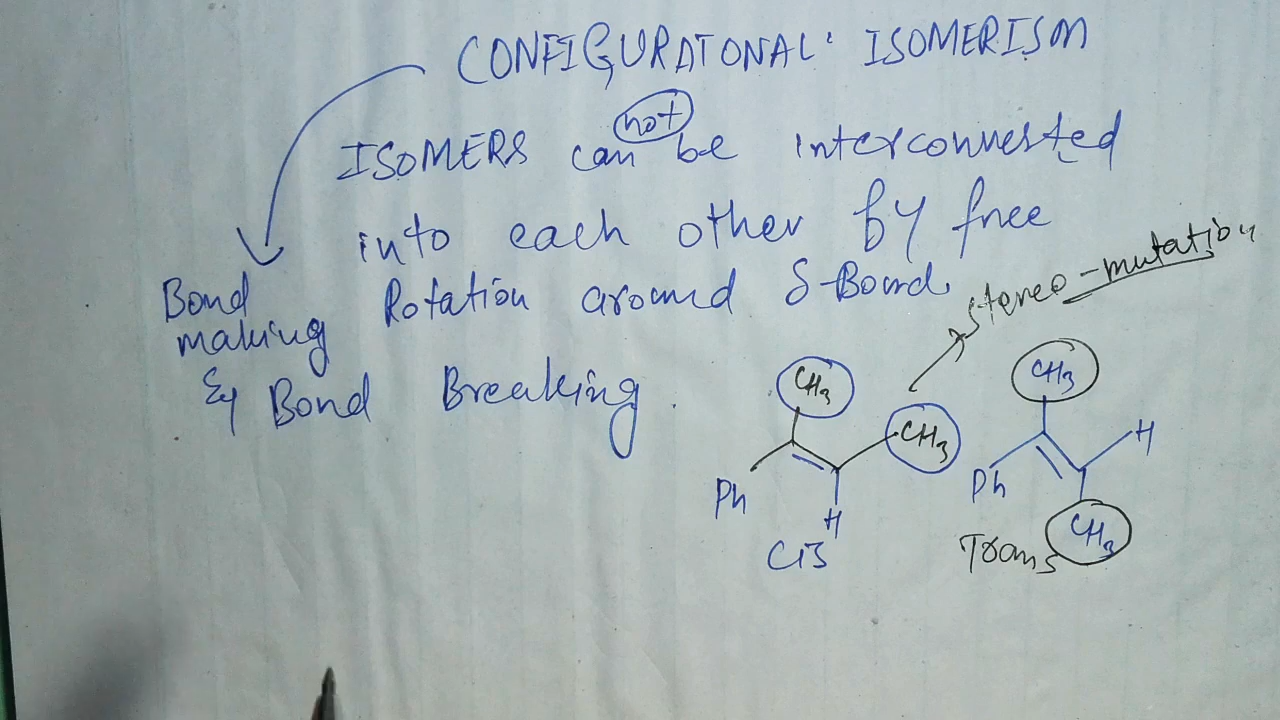 CONFIGURATONAL ISOMERISM
ISOMERS can not be interconvested
into each other by free
Rotation around δ-Bond.
Bond
making
& Bond Breaking.
stereo-mutation
CH3 CH3
CH3
Ph H
Ph
H CH3
Cis Trans